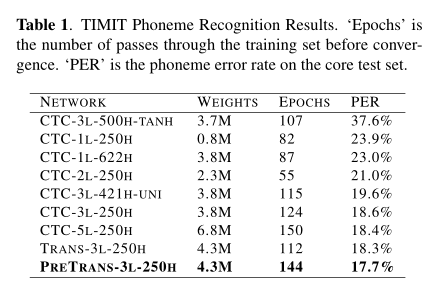 Table 1. TIMIT Phoneme Recognition Results. ‘Epochs’ is
the number of passes through the training set before conver-
gence. ‘PER’ is the phoneme error rate on the core test set.
NETWORK WEIGHTS EPOCHS PER
CTC-3L-500H-TANH 3.7M 107 37.6%
CTC-1L-250H 0.8M 82 23.9%
CTC-1L-622H 3.8M 87 23.0%
CTC-2L-250H 2.3M 55 21.0%
CTC-3L-421H-UNI 3.8M 115 19.6%
CTC-3L-250H 3.8M 124 18.6%
CTC-5L-250H 6.8M 150 18.4%
TRANS-3L-250H 4.3M 112 18.3%
PRETRANS-3L-250H 4.3M 144 17.7%